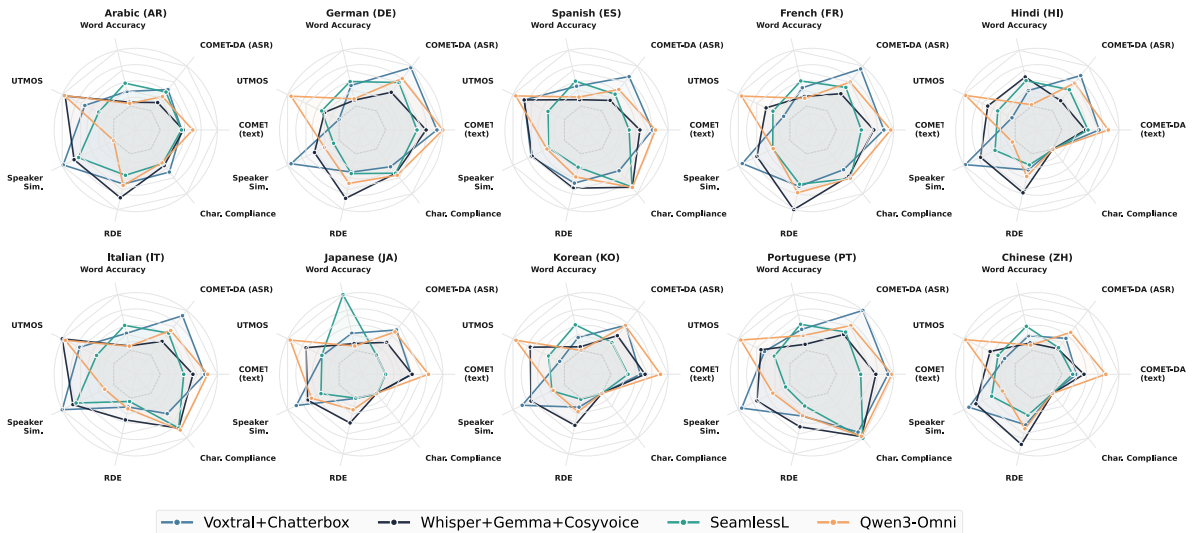 Arabic (AR)
Word Accuracy
COMET-DA (ASR)
UTMOS
COMET
(text)
Speaker
Sim.
Char. Compliance
RDE
German (DE)
Word Accuracy
COMET-DA (ASR)
UTMOS
COMET
(text)
Speaker
Sim.
Char. Compliance
RDE
Spanish (ES)
Word Accuracy
COMET-DA (ASR)
UTMOS
COMET
(text)
Speaker
Sim.
Char. Compliance
RDE
French (FR)
Word Accuracy
COMET-DA (ASR)
UTMOS
COMET
(text)
Speaker
Sim.
Char. Compliance
RDE
Hindi (HI)
Word Accuracy
COMET-DA (ASR)
UTMOS
COMET-DA
(text)
Speaker
Sim.
Char. Compliance
RDE
Italian (IT)
Word Accuracy
COMET-DA (ASR)
UTMOS
COMET
(text)
Speaker
Sim.
Char. Compliance
RDE
Japanese (JA)
Word Accuracy
COMET-DA (ASR)
UTMOS
COMET
(text)
Speaker
Sim.
Char. Compliance
RDE
Korean (KO)
Word Accuracy
COMET-DA (ASR)
UTMOS
COMET
(text)
Speaker
Sim.
Char. Compliance
RDE
Portuguese (PT)
Word Accuracy
COMET-DA (ASR)
UTMOS
COMET
(text)
Speaker
Sim.
Char. Compliance
RDE
Chinese (ZH)
Word Accuracy
COMET-DA (ASR)
UTMOS
COMET-DA
(text)
Speaker
Sim.
Char. Compliance
RDE
Voxtral+Chatterbox
Whisper+Gemma+Cosyvoice
SeamlessL
Qwen3-Omni